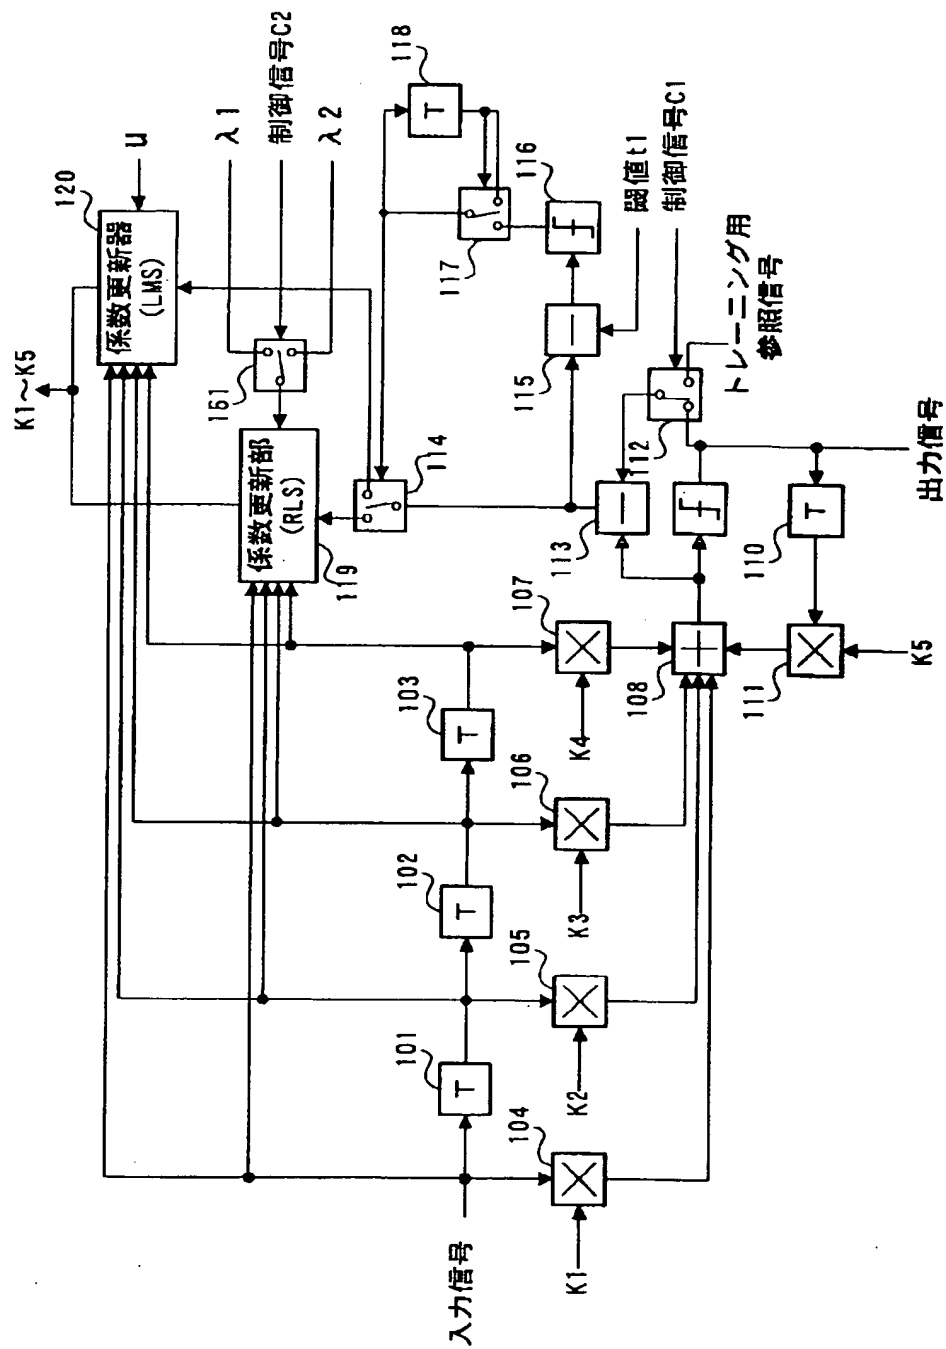 K1～K5
120
係数更新器
(LMS)
u
λ1
制御信号C2
λ2
161
係数更新部
(RLS)
119
114
118
T
117
116
115
閾値t1
制御信号C1
トレーニング用
参照信号
112
113
出力信号
110
T
111
K5
108
107
K4
103
T
106
K3
102
T
105
K2
101
T
104
K1
入力信号